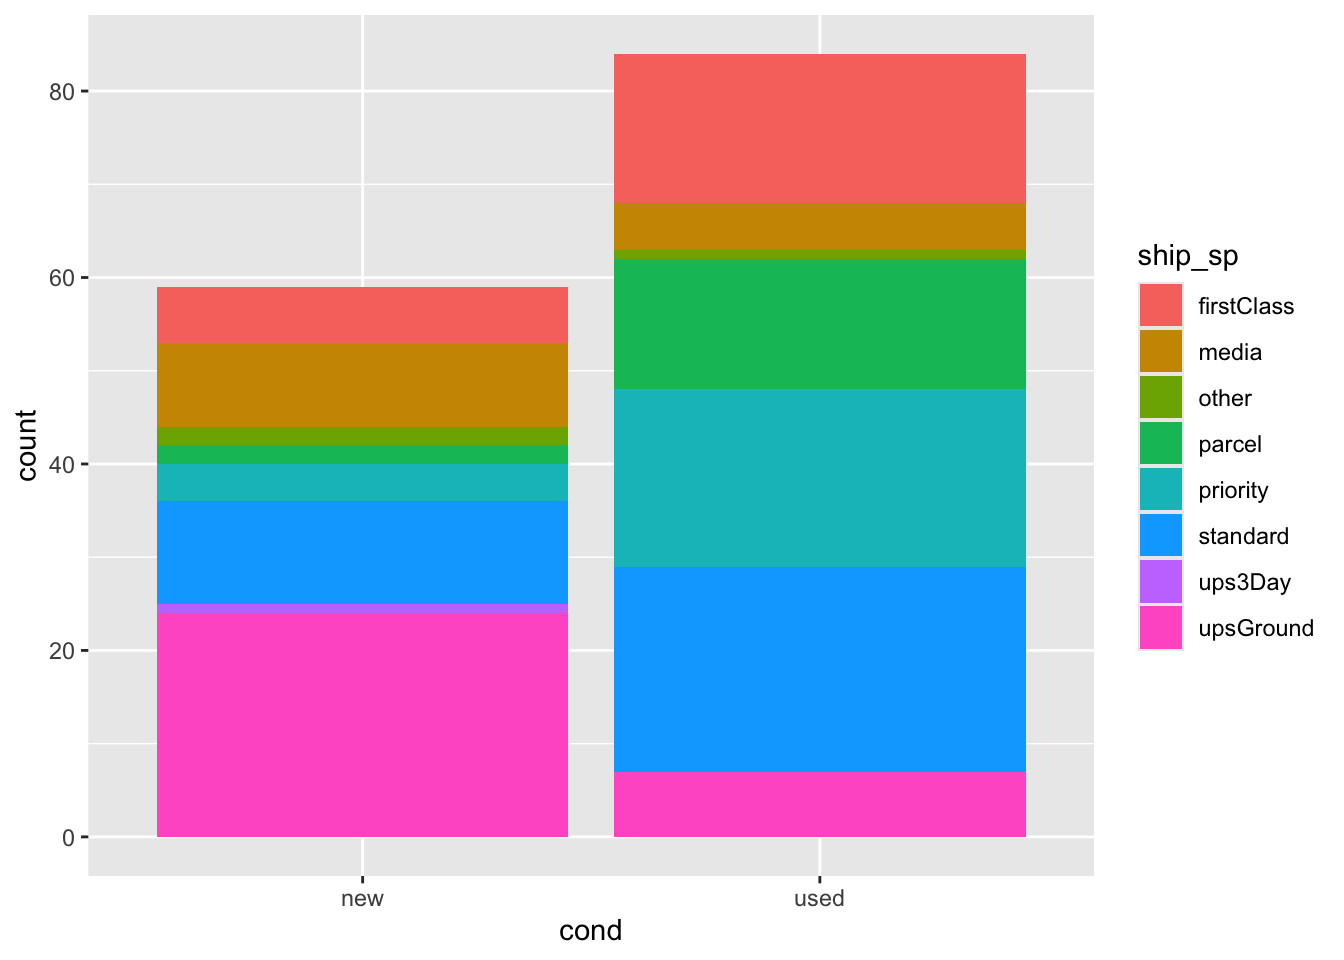 80
60
40
20
0
count
new
used
cond
ship_sp
firstClass
media
other
parcel
priority
standard
ups3Day
upsGround